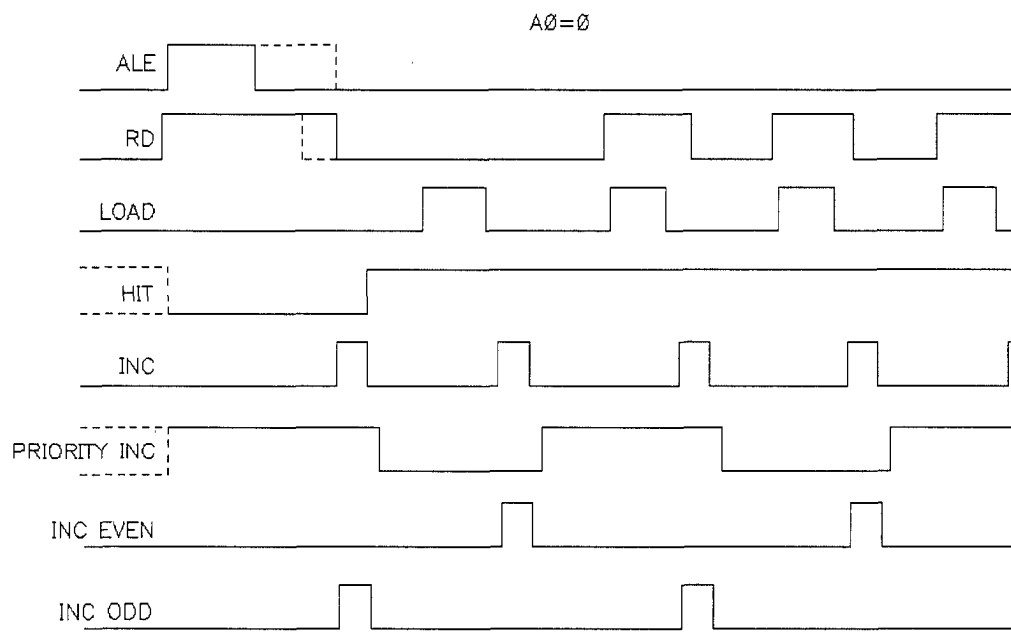 AØ=Ø
ALE
RD
LOAD
HIT
INC
PRIORITY INC
INC EVEN
INC ODD